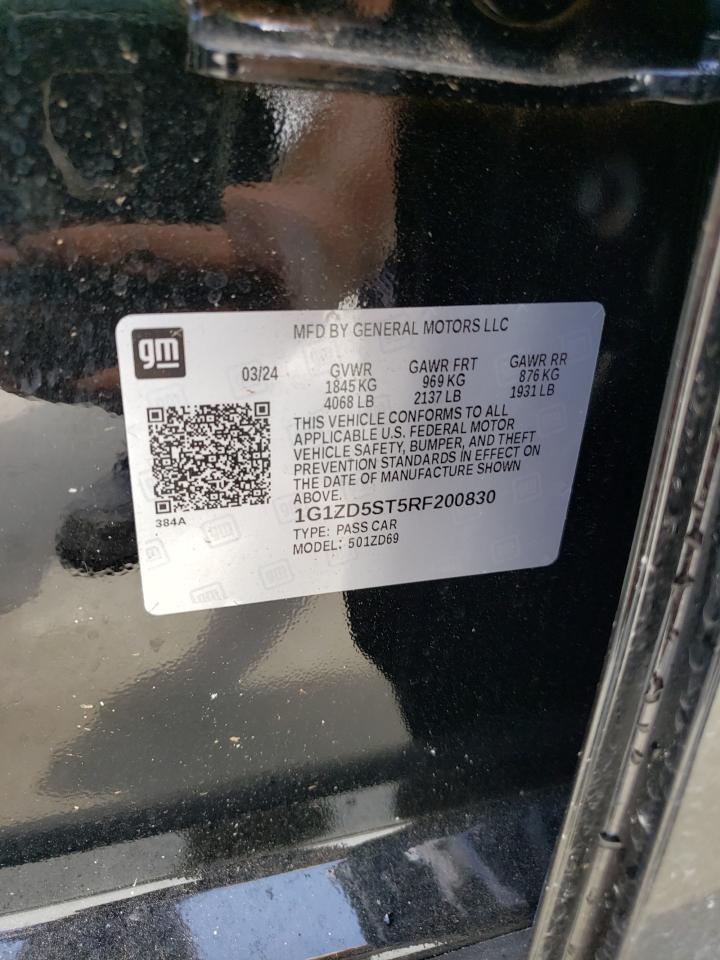 MFD BY GENERAL MOTORS LLC
gm
03/24 GVWR GAWR FRT GAWR RR
1845 KG 969 KG 876 KG
4068 LB 2137 LB 1931 LB
THIS VEHICLE CONFORMS TO ALL
APPLICABLE U.S. FEDERAL MOTOR
VEHICLE SAFETY, BUMPER, AND THEFT
PREVENTION STANDARDS IN EFFECT ON
THE DATE OF MANUFACTURE SHOWN
ABOVE.
384A
1G1ZD5ST5RF200830
TYPE: PASS CAR
MODEL: 501ZD69